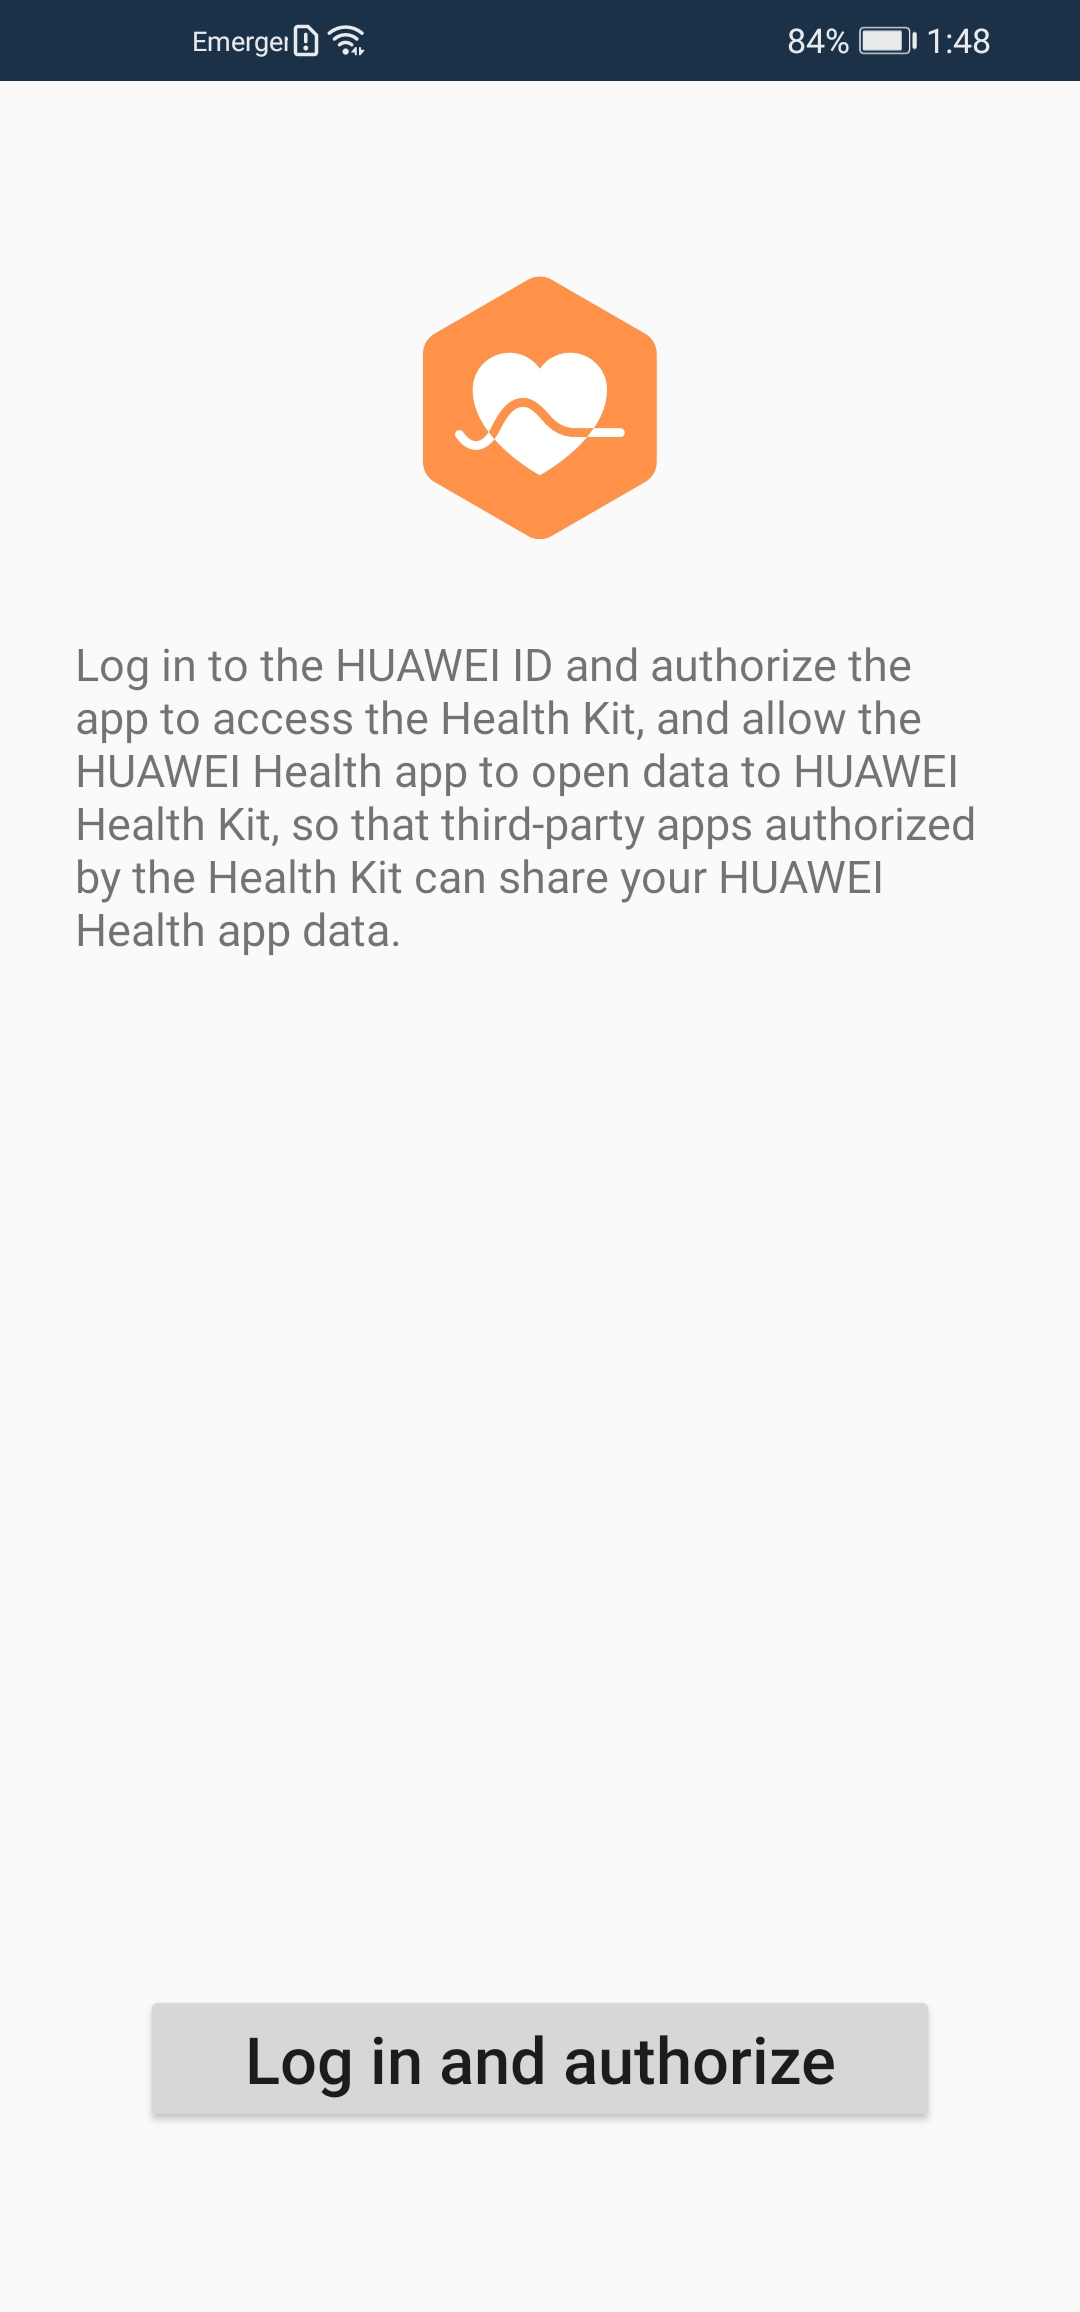 Emerger 84% 1:48
Log in to the HUAWEI ID and authorize the
app to access the Health Kit, and allow the
HUAWEI Health app to open data to HUAWEI
Health Kit, so that third-party apps authorized
by the Health Kit can share your HUAWEI
Health app data.
Log in and authorize